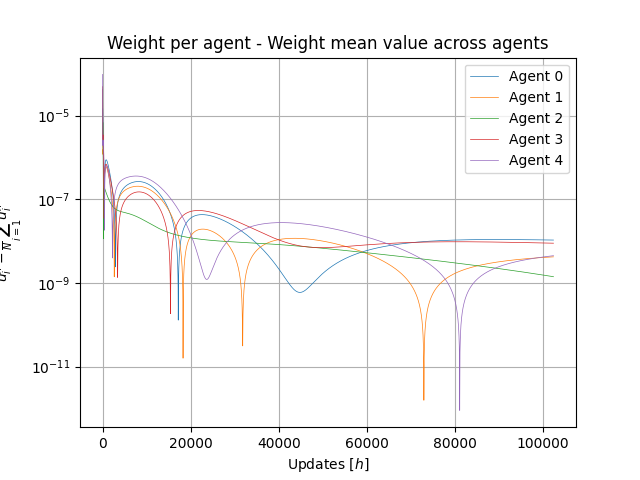 Weight per agent - Weight mean value across agents
Agent 0
Agent 1
Agent 2
Agent 3
Agent 4
10⁻⁵
10⁻⁷
10⁻⁹
10⁻¹¹
0 20000 40000 60000 80000 100000
Updates [h]